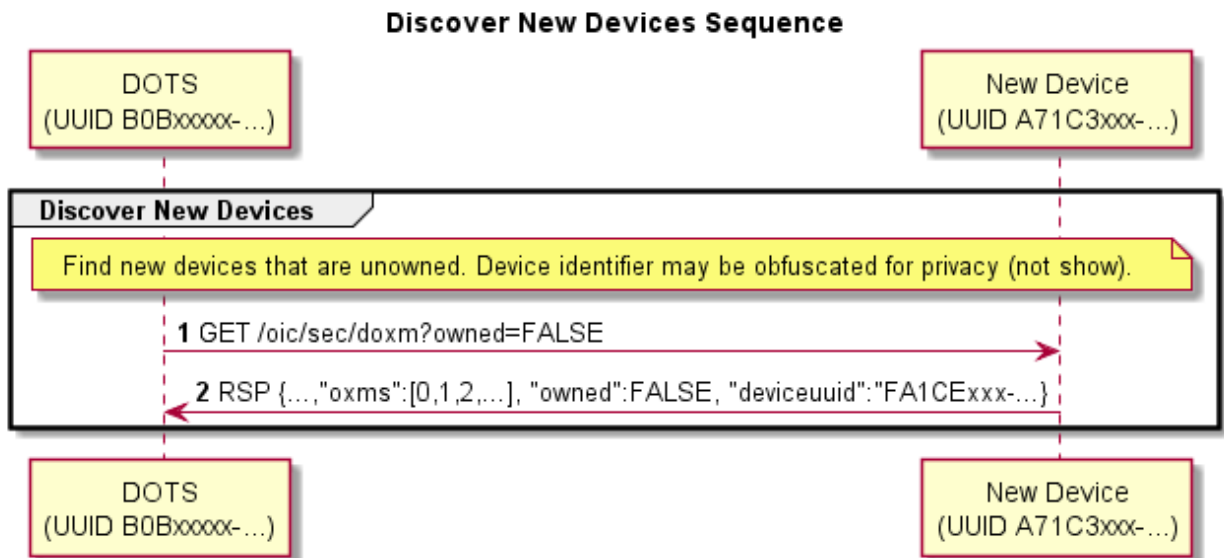 Discover New Devices Sequence
DOTS
(UUID B0Bxxxxx-...)
New Device
(UUID A71C3xxx-...)
Discover New Devices
Find new devices that are unowned. Device identifier may be obfuscated for privacy (not show).
1 GET /oic/sec/doxm?owned=FALSE
2 RSP {...,"oxms":[0,1,2,...], "owned":FALSE, "deviceuuid":"FA1CExxx-...}
DOTS
(UUID B0Bxxxxx-...)
New Device
(UUID A71C3xxx-...)